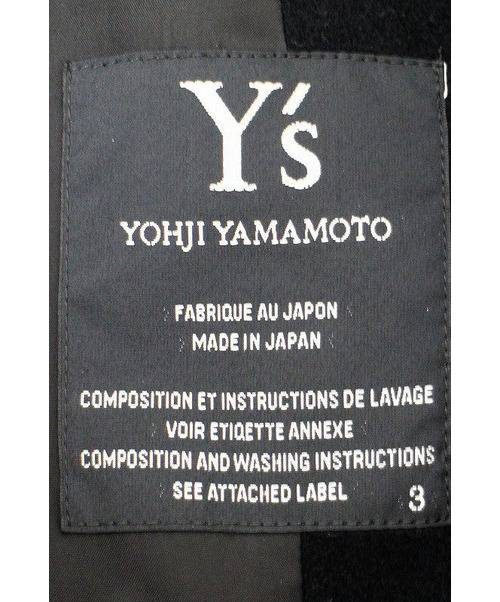 Y's
YOHJI YAMAMOTO
FABRIQUE AU JAPON
MADE IN JAPAN
COMPOSITION ET INSTRUCTIONS DE LAVAGE
VOIR ETIQETTE ANNEXE
COMPOSITION AND WASHING INSTRUCTIONS
SEE ATTACHED LABEL 3